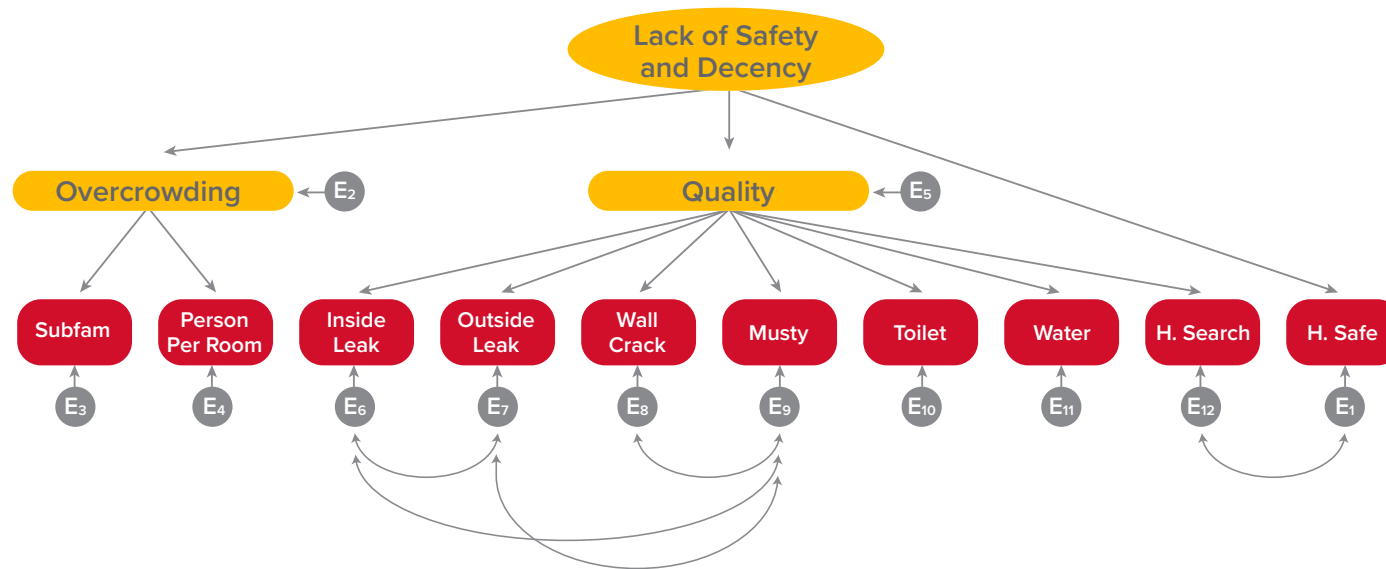 Lack of Safety
and Decency
Overcrowding
E₂
Quality
E₅
Subfam
Person
Per Room
Inside
Leak
Outside
Leak
Wall
Crack
Musty
Toilet
Water
H. Search
H. Safe
E₃
E₄
E₆
E₇
E₈
E₉
E₁₀
E₁₁
E₁₂
E₁